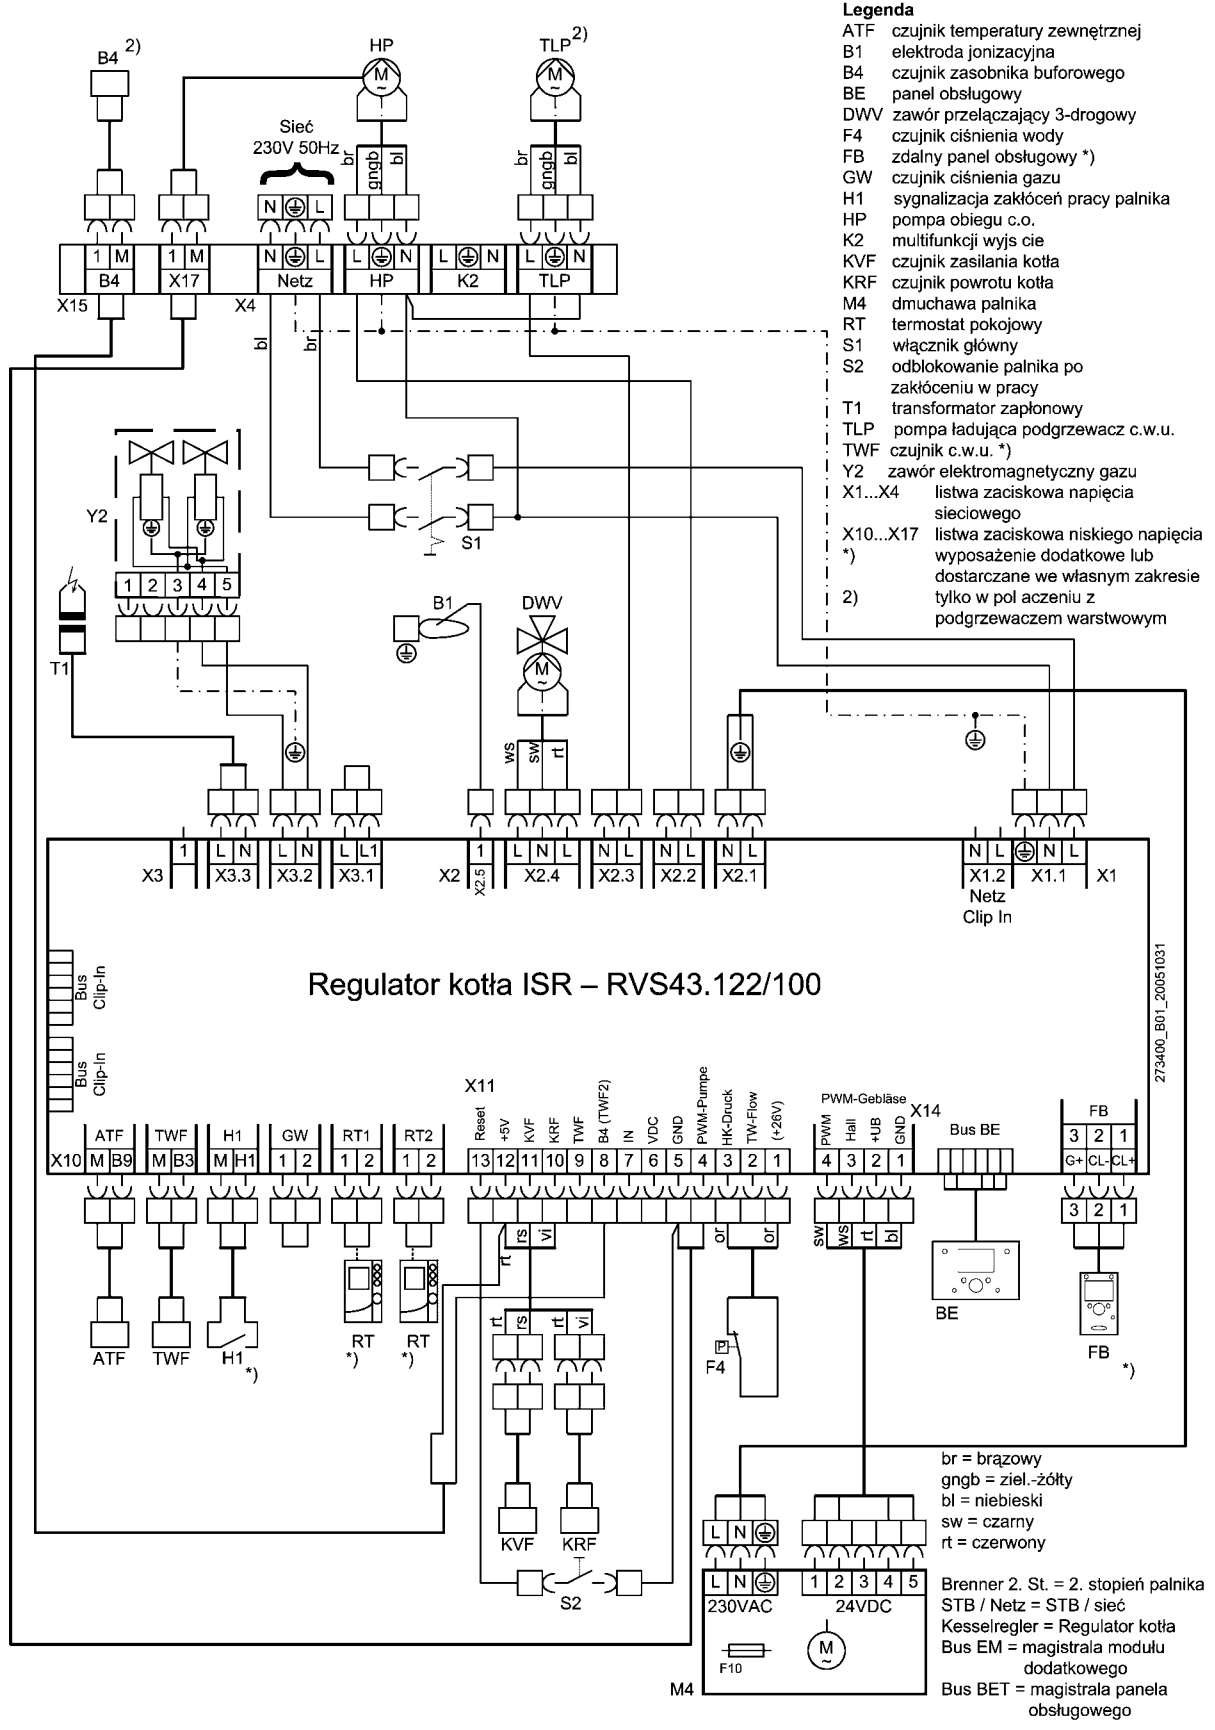 Legenda
ATF czujnik temperatury zewnętrznej
B1 elektroda jonizacyjna
B4 czujnik zasobnika buforowego
BE panel obsługowy
DWV zawór przelączający 3-drogowy
F4 czujnik ciśnienia wody
FB zdalny panel obsługowy *)
GW czujnik ciśnienia gazu
H1 sygnalizacja zakłóceń pracy palnika
HP pompa obiegu c.o.
K2 multifunkcji wyjs cie
KVF czujnik zasilania kotła
KRF czujnik powrotu kotła
M4 dmuchawa palnika
RT termostat pokojowy
S1 włącznik główny
S2 odblokowanie palnika po
zakłóceniu w pracy
T1 transformator zapłonowy
TLP pompa ładująca podgrzewacz c.w.u.
TWF czujnik c.w.u. *)
Y2 zawór elektromagnetyczny gazu
X1...X4 listwa zaciskowa napięcia
sieciowego
X10...X17 listwa zaciskowa niskiego napięcia
*) wyposażenie dodatkowe lub
dostarczane we własnym zakresie
2) tylko w pol aczeniu z
podgrzewaczem warstwowym
B4 2)
HP
TLP 2)
M ~
M ~
Sieć
230V 50Hz
br gngb bl
br gngb bl
N L
1 M 1 M N L L N L N L N
B4 X17 Netz HP K2 TLP
X15 X4
bl br
Y2
S1
1 2 3 4 5
T1
B1
DWV
M ~
ws sw rt
1 L N L N L L1 1 L N L N L N L N L N L N L
X3 X3.3 X3.2 X3.1 X2 X2.5 X2.4 X2.3 X2.2 X2.1 X1.2 X1.1 X1
Netz
Clip In
Regulator kotła ISR – RVS43.122/100
Bus
Clip-In
Bus
Clip-In
273400_B01_20051031
X11
Reset +5V KVF KRF TWF B4 (TWF2) IN VDC GND PWM-Pumpe HK-Druck TW-Flow (+26V)
PWM-Gebläse
PWM Hall +UB GND
X14
Bus BE
FB
ATF TWF H1 GW RT1 RT2
X10 M B9 M B3 M H1 1 2 1 2 1 2
13 12 11 10 9 8 7 6 5 4 3 2 1
4 3 2 1
3 2 1
G+ CL- CL+
3 2 1
rt rs vi
or or
sw ws rt bl
rt rs rt vi
ATF TWF H1 *)
RT *)
RT *)
P
F4
BE
FB *)
KVF KRF
S2
br = brązowy
gngb = ziel.-żółty
bl = niebieski
sw = czarny
rt = czerwony
L N
L N 1 2 3 4 5
230VAC 24VDC
F10
M ~
M4
Brenner 2. St. = 2. stopień palnika
STB / Netz = STB / sieć
Kesselregler = Regulator kotła
Bus EM = magistrala modułu
dodatkowego
Bus BET = magistrala panela
obsługowego